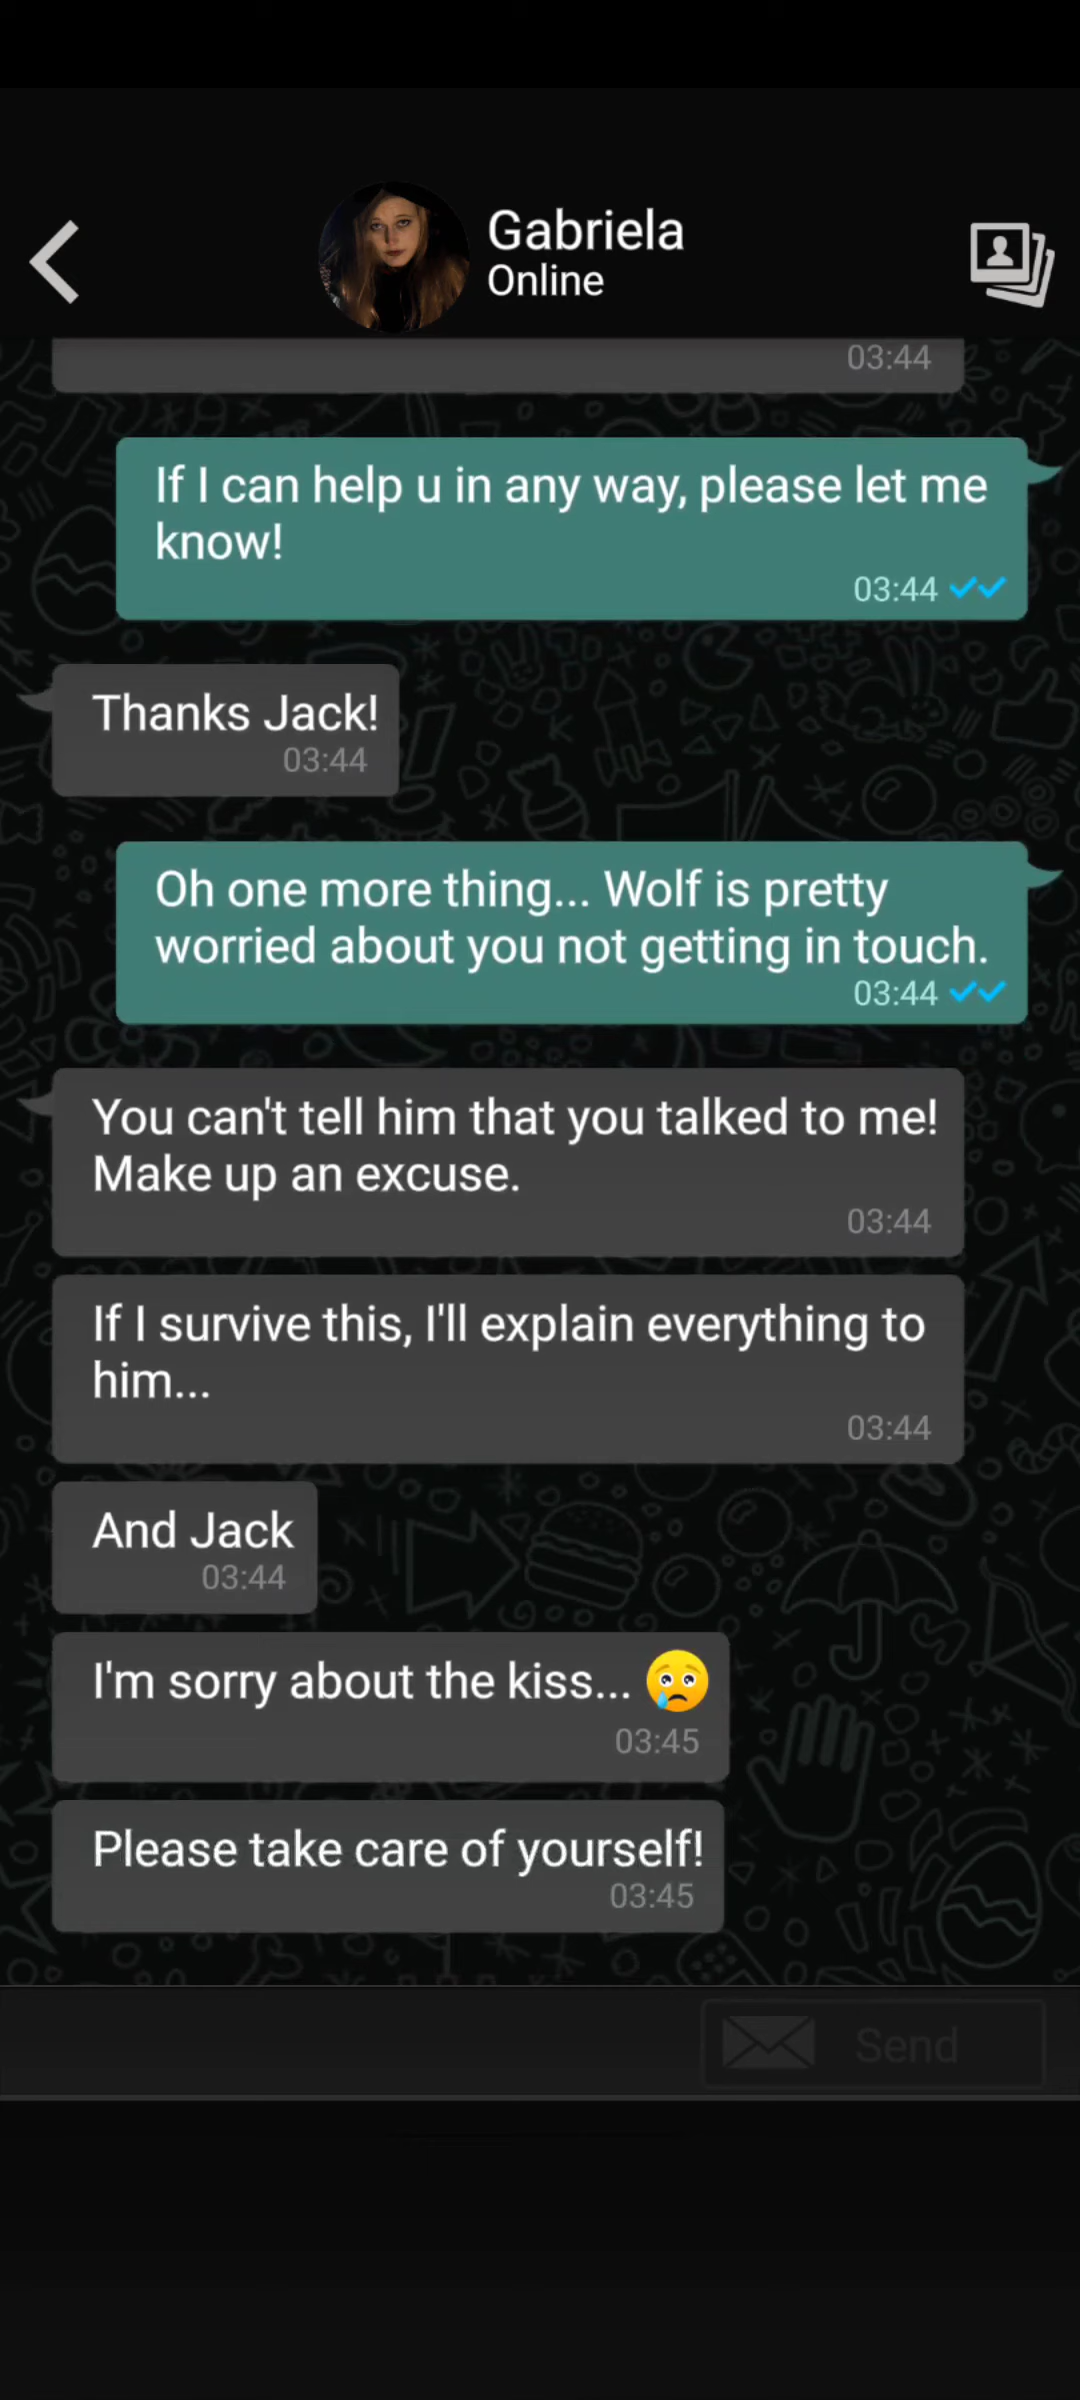 Gabriela
Online
03:44
If I can help u in any way, please let me
know!
03:44
Thanks Jack!
03:44
Oh one more thing... Wolf is pretty
worried about you not getting in touch.
03:44
You can't tell him that you talked to me!
Make up an excuse.
03:44
If I survive this, I'll explain everything to
him...
03:44
And Jack
03:44
I'm sorry about the kiss... 😢
03:45
Please take care of yourself!
03:45
Send